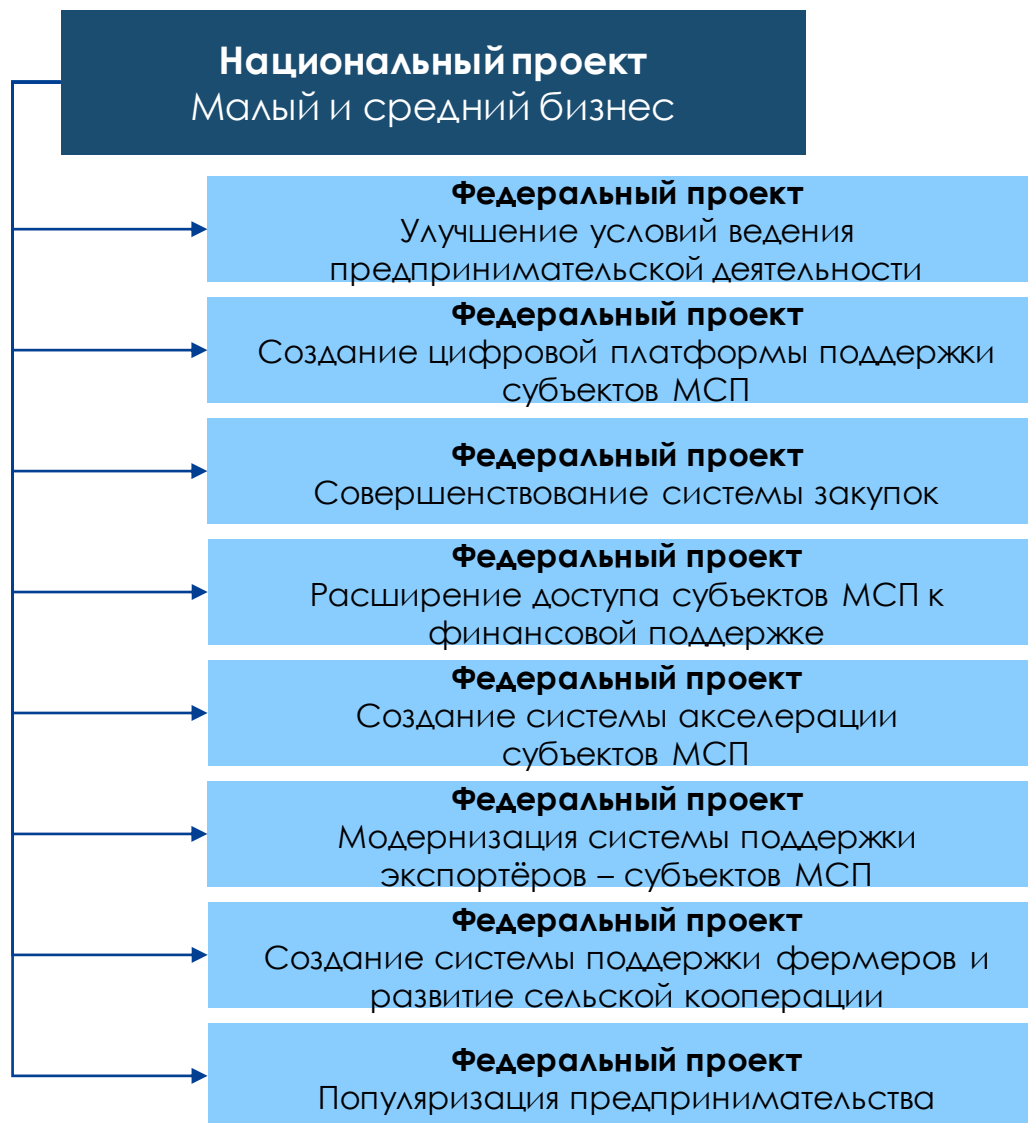 Национальный проект
Малый и средний бизнес
Федеральный проект
Улучшение условий ведения
предпринимательской деятельности
Федеральный проект
Создание цифровой платформы поддержки
субъектов МСП
Федеральный проект
Совершенствование системы закупок
Федеральный проект
Расширение доступа субъектов МСП к
финансовой поддержке
Федеральный проект
Создание системы акселерации
субъектов МСП
Федеральный проект
Модернизация системы поддержки
экспортёров – субъектов МСП
Федеральный проект
Создание системы поддержки фермеров и
развитие сельской кооперации
Федеральный проект
Популяризация предпринимательства